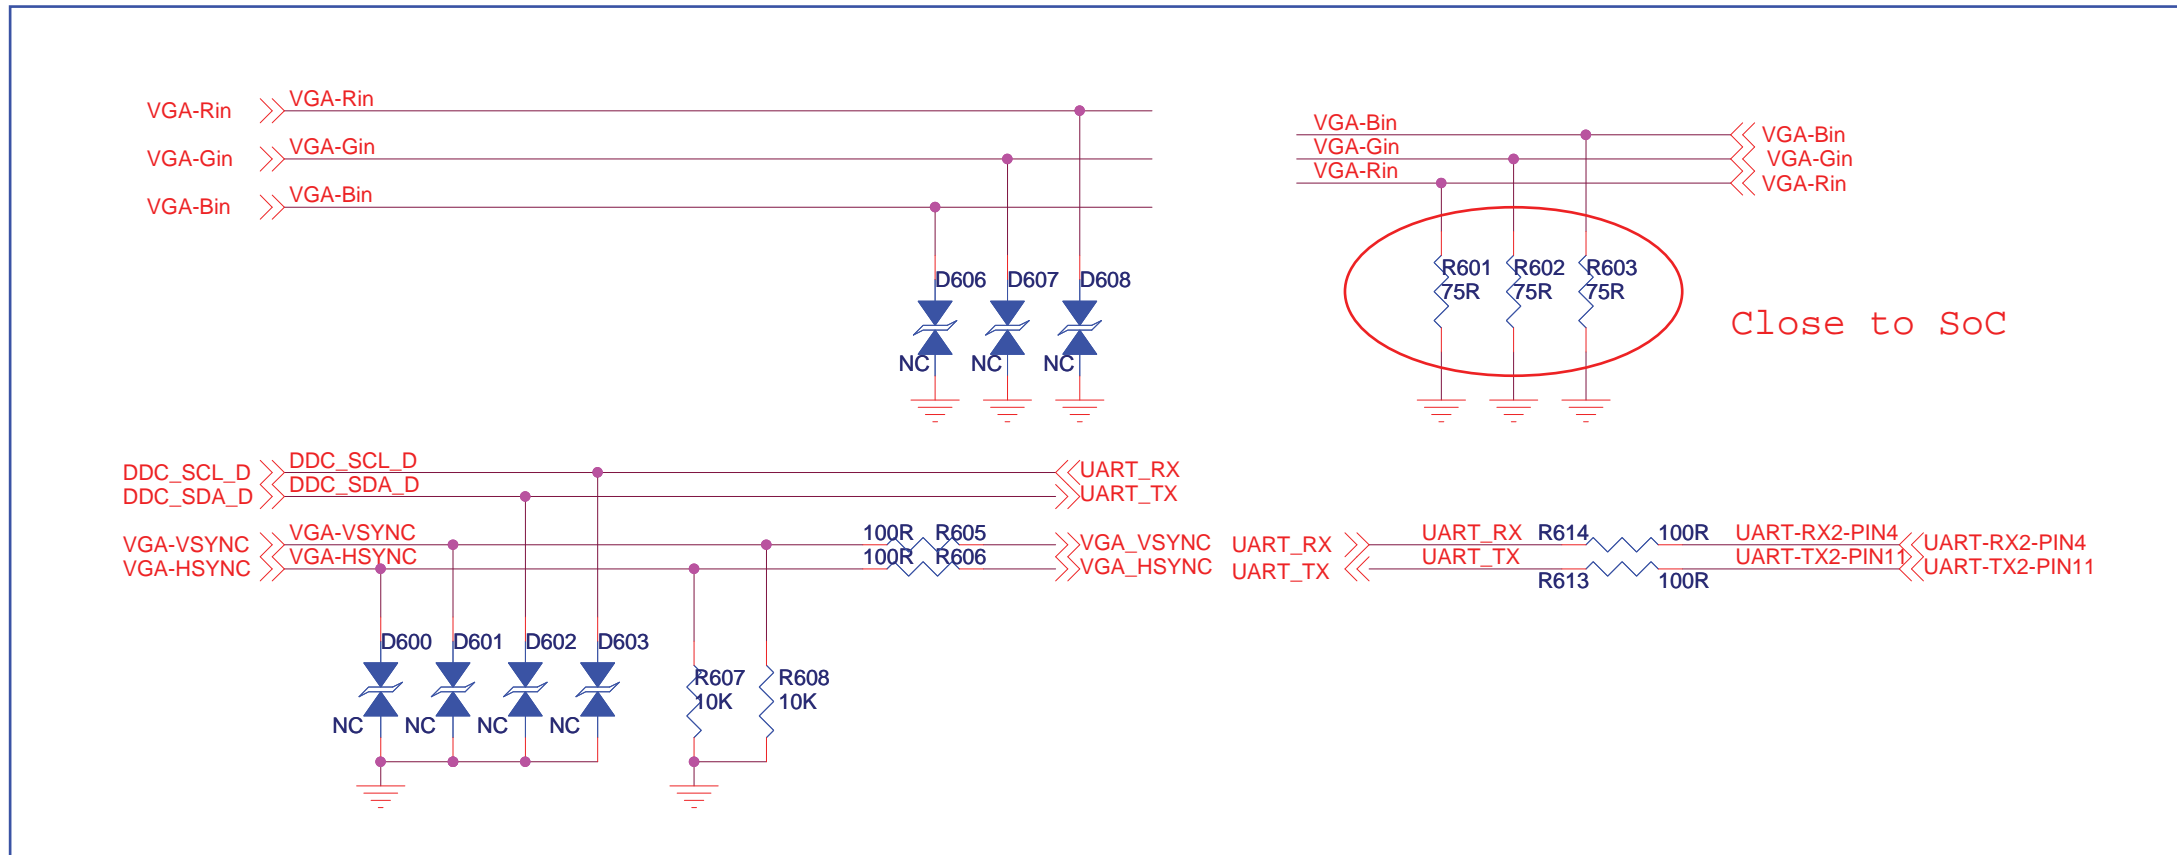 VGA-Rin VGA-Rin
VGA-Gin VGA-Gin
VGA-Bin VGA-Bin
D606 D607 D608
NC NC NC
VGA-Bin VGA-Bin
VGA-Gin VGA-Gin
VGA-Rin VGA-Rin
R601 R602 R603
75R 75R 75R
Close to SoC
DDC_SCL_D DDC_SCL_D UART_RX
DDC_SDA_D DDC_SDA_D UART_TX
VGA-VSYNC VGA-VSYNC 100R R605 VGA_VSYNC
VGA-HSYNC VGA-HSYNC 100R R606 VGA_HSYNC
UART_RX UART_RX R614 100R UART-RX2-PIN4 UART-RX2-PIN4
UART_TX UART_TX UART-TX2-PIN11 UART-TX2-PIN11
R613 100R
D600 D601 D602 D603
NC NC NC NC
R607 R608
10K 10K